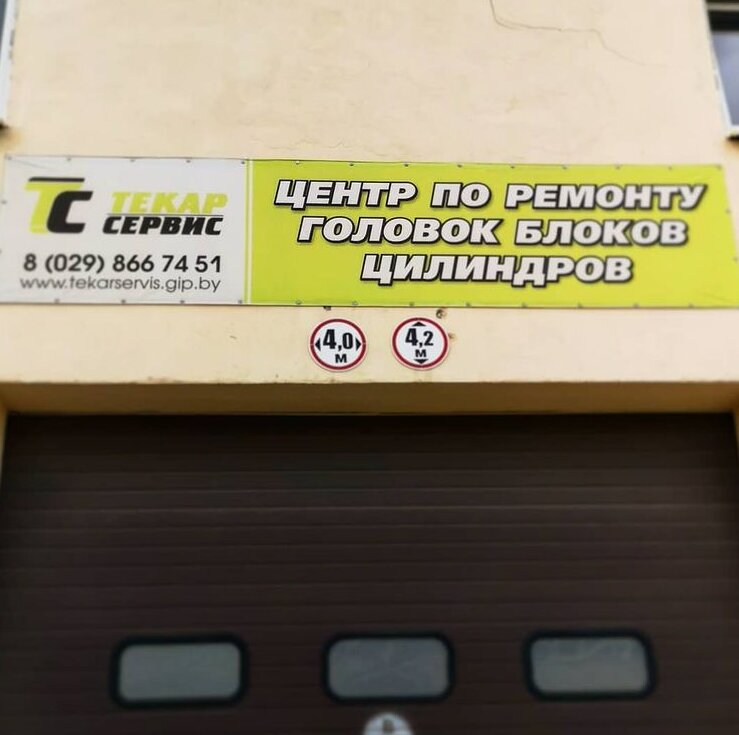 ТС ТЕКАР
СЕРВИС
8 (029) 866 74 51
www.tekarservis.gip.by
ЦЕНТР ПО РЕМОНТУ
ГОЛОВОК БЛОКОВ
ЦИЛИНДРОВ
4,0
м
4,2
м